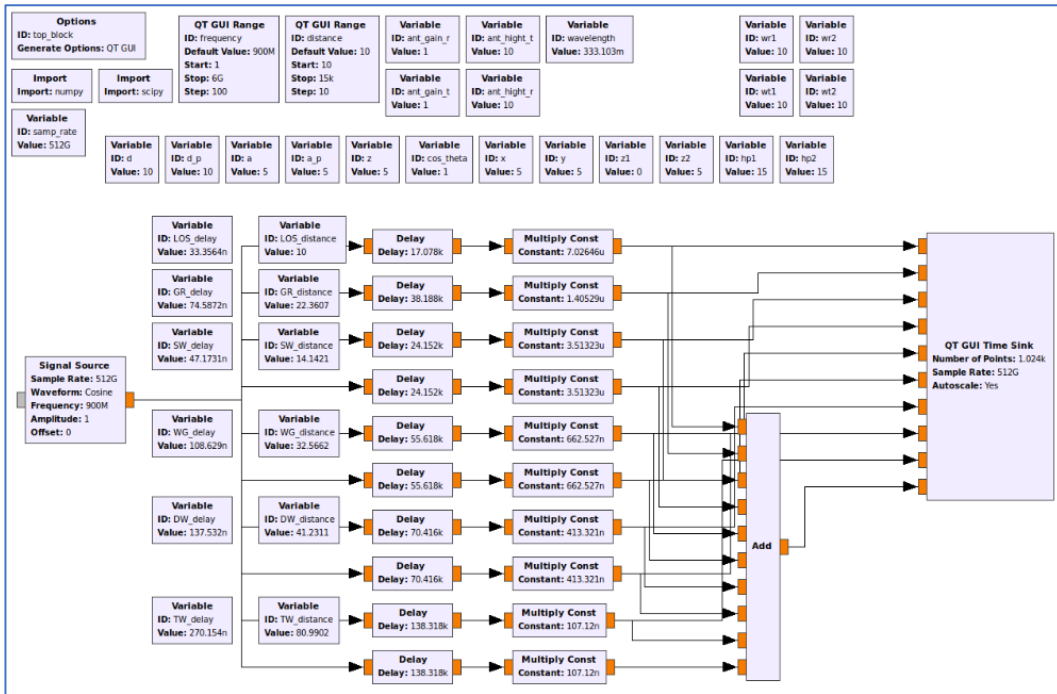 Options
ID: top_block
Generate Options: QT GUI
QT GUI Range
ID: frequency
Default Value: 900M
Start: 1
Stop: 6G
Step: 100
QT GUI Range
ID: distance
Default Value: 10
Start: 10
Stop: 15k
Step: 10
Variable
ID: ant_gain_r
Value: 1
Variable
ID: ant_hight_t
Value: 10
Variable
ID: wavelength
Value: 333.103m
Variable
ID: wr1
Value: 10
Variable
ID: wr2
Value: 10
Import
Import: numpy
Import
Import: scipy
Variable
ID: ant_gain_t
Value: 1
Variable
ID: ant_hight_r
Value: 10
Variable
ID: wt1
Value: 10
Variable
ID: wt2
Value: 10
Variable
ID: samp_rate
Value: 512G
Variable
ID: d
Value: 10
Variable
ID: d_p
Value: 10
Variable
ID: a
Value: 5
Variable
ID: a_p
Value: 5
Variable
ID: z
Value: 5
Variable
ID: cos_theta
Value: 1
Variable
ID: x
Value: 5
Variable
ID: y
Value: 5
Variable
ID: z1
Value: 0
Variable
ID: z2
Value: 5
Variable
ID: hp1
Value: 15
Variable
ID: hp2
Value: 15
Variable
ID: LOS_delay
Value: 33.3564n
Variable
ID: LOS_distance
Value: 10
Delay
Delay: 17.078k
Multiply Const
Constant: 7.02646u
Variable
ID: GR_delay
Value: 74.5872n
Variable
ID: GR_distance
Value: 22.3607
Delay
Delay: 38.188k
Multiply Const
Constant: 1.40529u
Variable
ID: SW_delay
Value: 47.1731n
Variable
ID: SW_distance
Value: 14.1421
Delay
Delay: 24.152k
Multiply Const
Constant: 3.51323u
QT GUI Time Sink
Number of Points: 1.024k
Sample Rate: 512G
Autoscale: Yes
Signal Source
Sample Rate: 512G
Waveform: Cosine
Frequency: 900M
Amplitude: 1
Offset: 0
Delay
Delay: 24.152k
Multiply Const
Constant: 3.51323u
Variable
ID: WG_delay
Value: 108.629n
Variable
ID: WG_distance
Value: 32.5662
Delay
Delay: 55.618k
Multiply Const
Constant: 662.527n
Delay
Delay: 55.618k
Multiply Const
Constant: 662.527n
Variable
ID: DW_delay
Value: 137.532n
Variable
ID: DW_distance
Value: 41.2311
Delay
Delay: 70.416k
Multiply Const
Constant: 413.321n
Add
Delay
Delay: 70.416k
Multiply Const
Constant: 413.321n
Variable
ID: TW_delay
Value: 270.154n
Variable
ID: TW_distance
Value: 80.9902
Delay
Delay: 138.318k
Multiply Const
Constant: 107.12n
Delay
Delay: 138.318k
Multiply Const
Constant: 107.12n